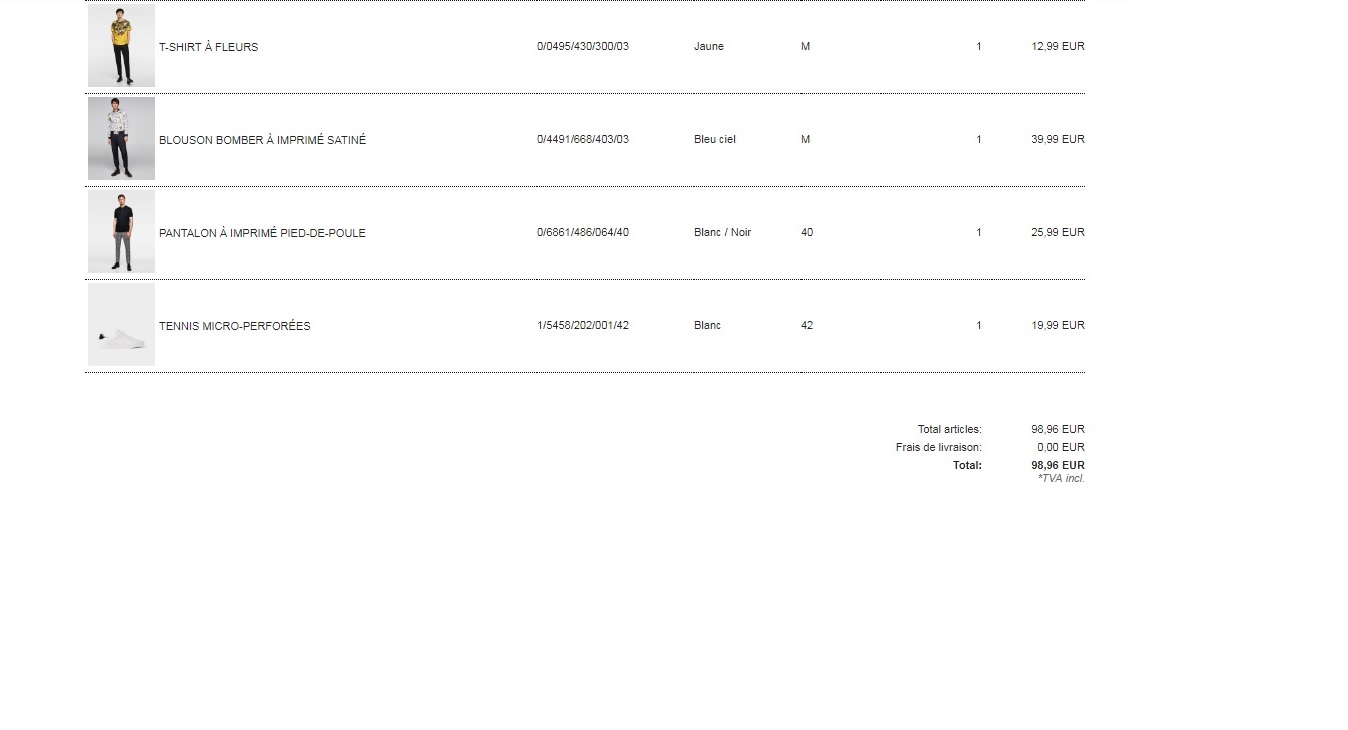 T-SHIRT À FLEURS 0/0495/430/300/03 Jaune M 1 12,99 EUR
BLOUSON BOMBER À IMPRIMÉ SATINÉ 0/4491/668/403/03 Bleu ciel M 1 39,99 EUR
PANTALON À IMPRIMÉ PIED-DE-POULE 0/6861/486/064/40 Blanc / Noir 40 1 25,99 EUR
TENNIS MICRO-PERFORÉES 1/5458/202/001/42 Blanc 42 1 19,99 EUR
Total articles: 98,96 EUR
Frais de livraison: 0,00 EUR
Total: 98,96 EUR
*TVA incl.